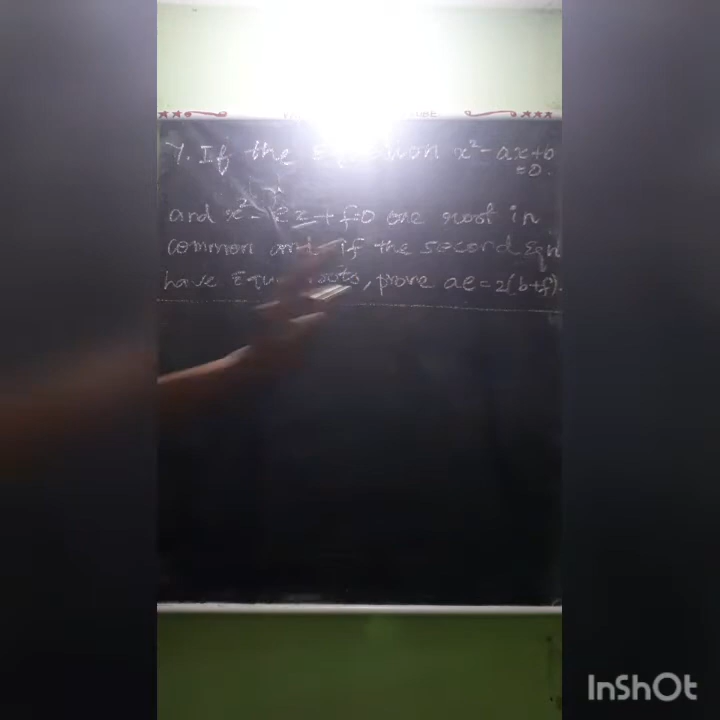 7. If the Equation x² - ax + b = 0.
and x² - ex + f = 0 one root in
common and if the second Eqn
have Equal roots, prove ae = 2(b+f).
InShOt